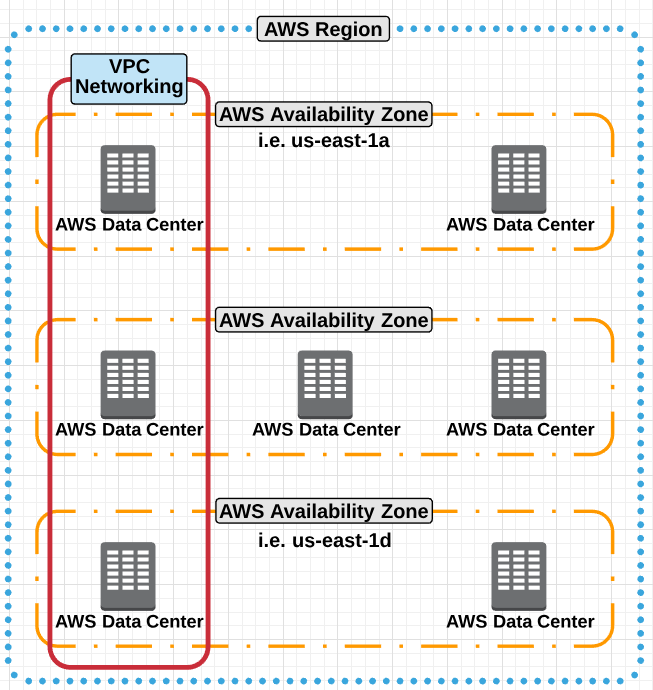 AWS Region
VPC
Networking
AWS Availability Zone
i.e. us-east-1a
AWS Data Center
AWS Data Center
AWS Availability Zone
AWS Data Center
AWS Data Center
AWS Data Center
AWS Availability Zone
i.e. us-east-1d
AWS Data Center
AWS Data Center